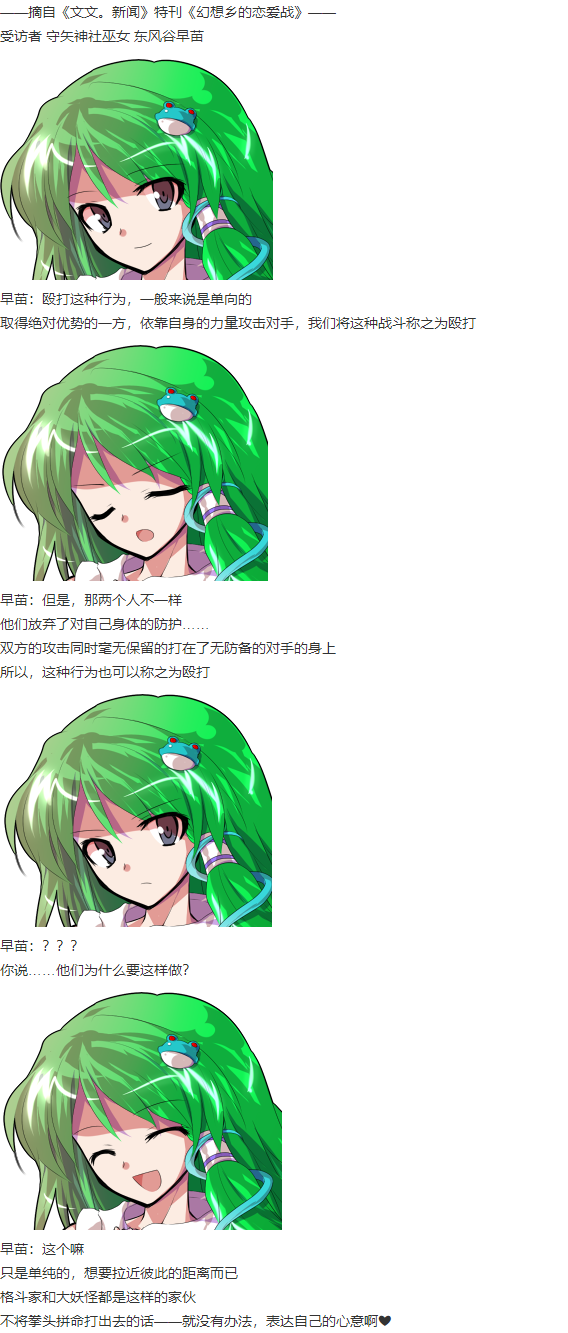 ——摘自《文文。新闻》特刊《幻想乡的恋爱战》——
受访者 守矢神社巫女 东风谷早苗
早苗：殴打这种行为，一般来说是单向的
取得绝对优势的一方，依靠自身的力量攻击对手，我们将这种战斗称之为殴打
早苗：但是，那两个人不一样
他们放弃了对自己身体的防护……
双方的攻击同时毫无保留的打在了无防备的对手的身上
所以，这种行为也可以称之为殴打
早苗：？？？
你说……他们为什么要这样做？
早苗：这个嘛
只是单纯的，想要拉近彼此的距离而已
格斗家和大妖怪都是这样的家伙
不将拳头拼命打出去的话——就没有办法，表达自己的心意啊♥